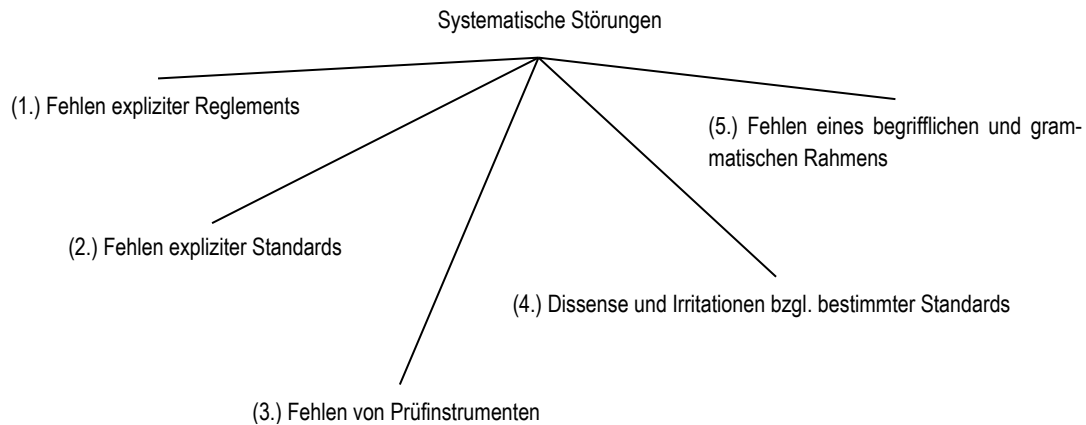 Systematische Störungen
(1.) Fehlen expliziter Reglements
(2.) Fehlen expliziter Standards
(3.) Fehlen von Prüfinstrumenten
(4.) Dissense und Irritationen bzgl. bestimmter Standards
(5.) Fehlen eines begrifflichen und gram-
matischen Rahmens